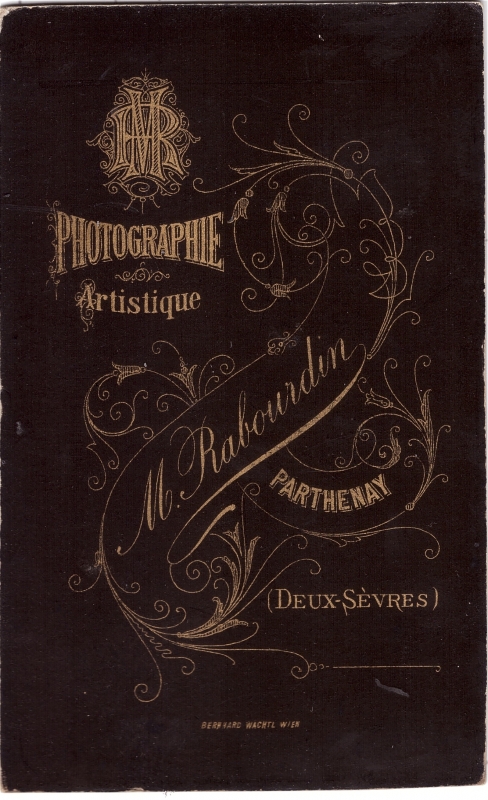 MR
PHOTOGRAPHIE
Artistique
M. Rabourdin
PARTHENAY
(DEUX-SÈVRES)
BERNHARD WACHTL WIEN